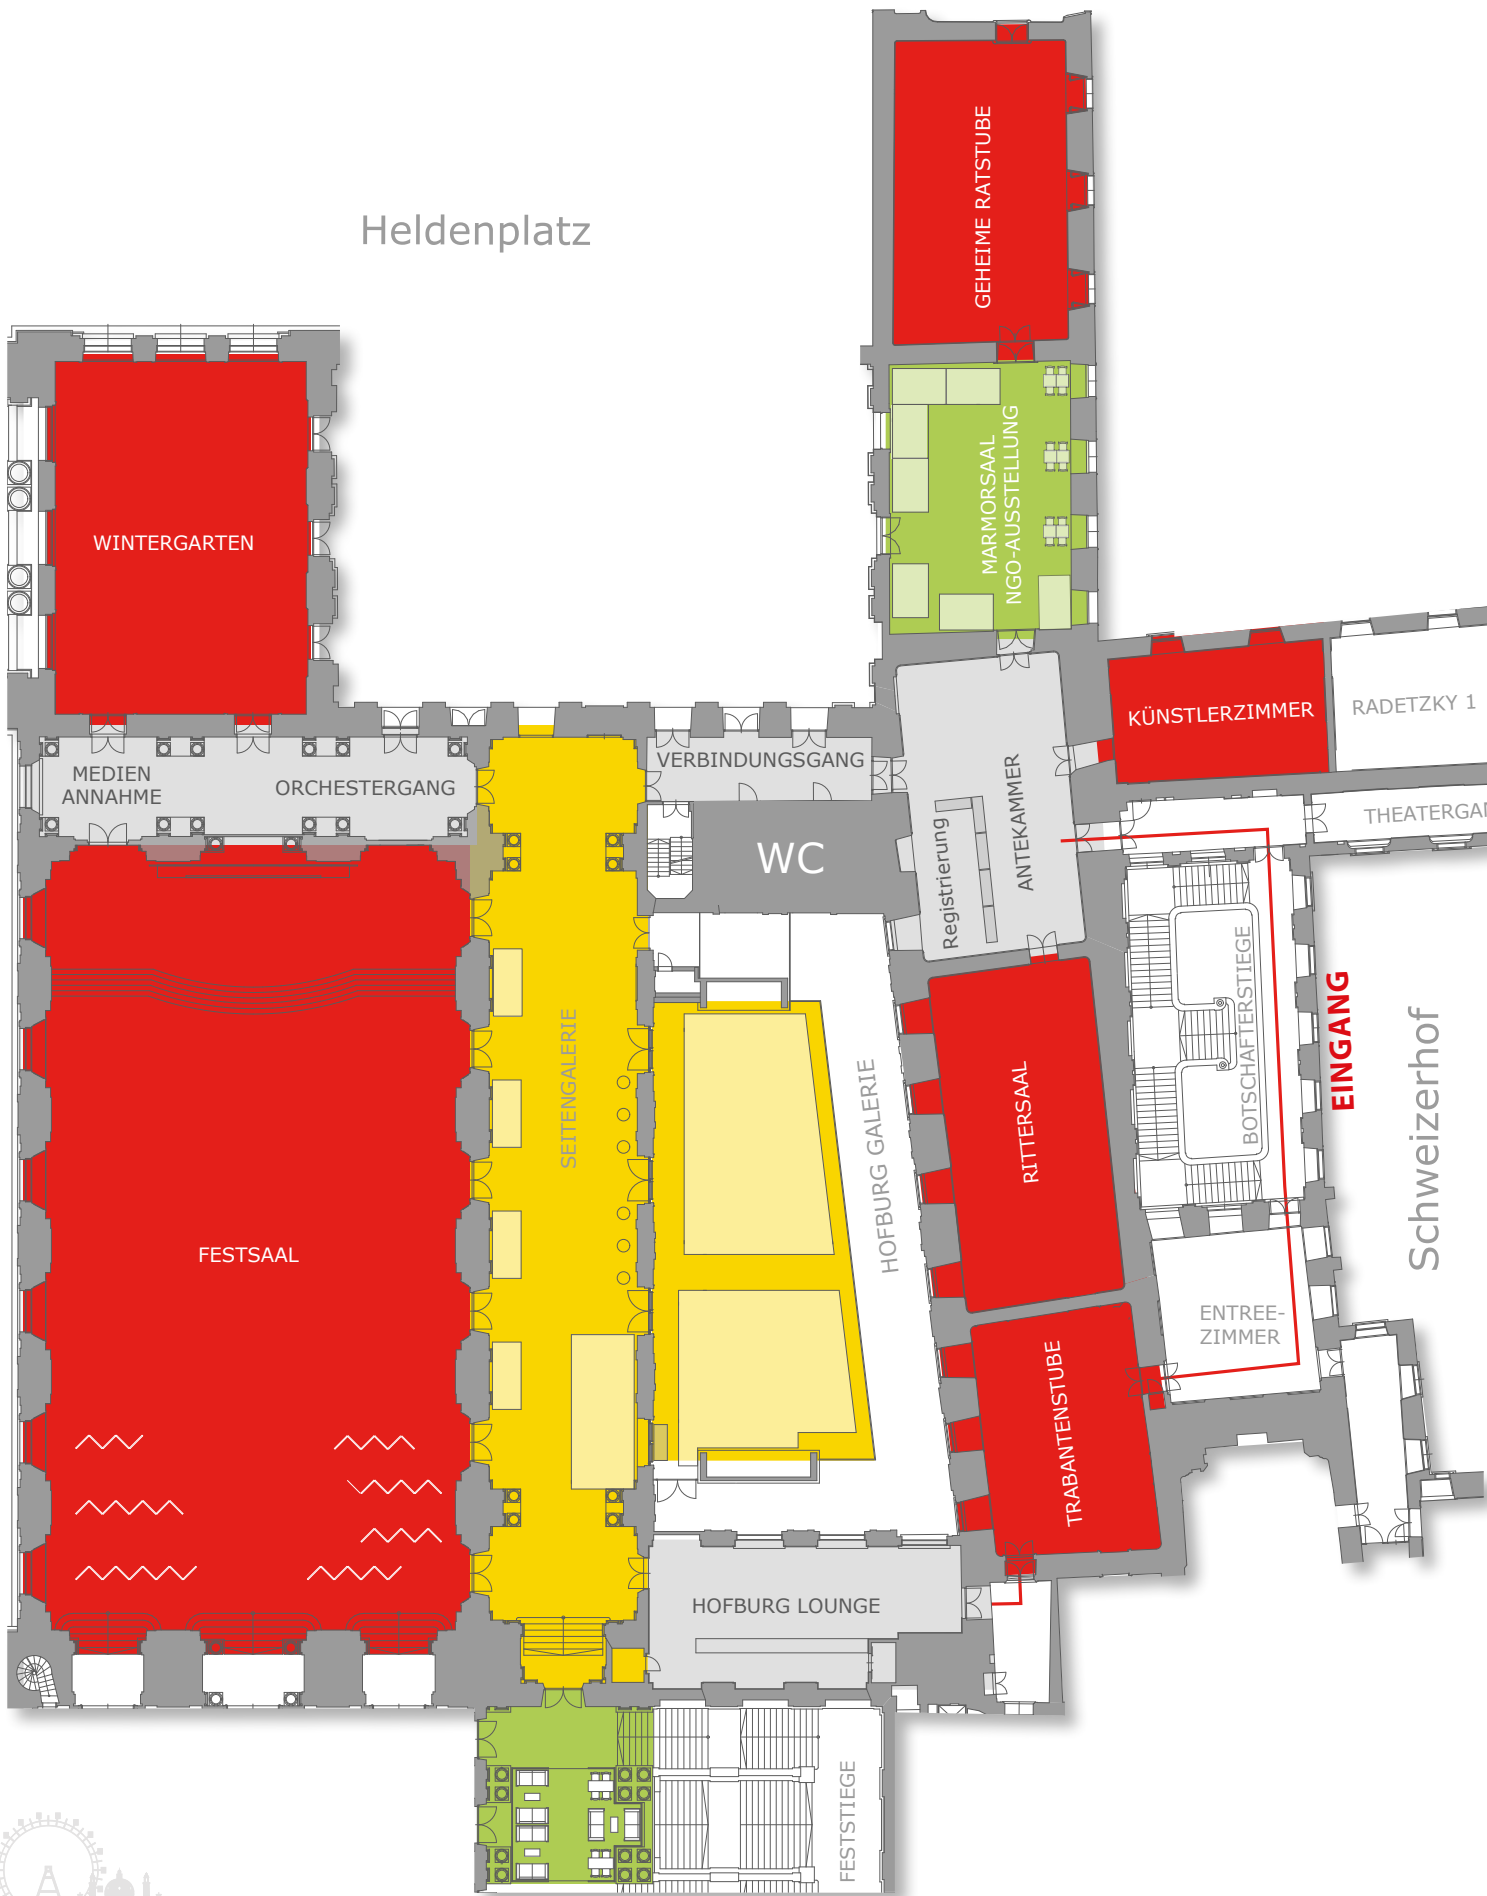 Heldenplatz
GEHEIME RATSTUBE
MARMORSAAL
NGO-AUSSTELLUNG
WINTERGARTEN
KÜNSTLERZIMMER
RADETZKY 1
MEDIEN
ANNAHME
ORCHESTERGANG
VERBINDUNGSGANG
ANTEKAMMER
Registrierung
THEATERGAN
WC
BOTSCHAFTERSTIEGE
EINGANG
Schweizerhof
SEITENGALERIE
HOFBURG GALERIE
RITTERSAAL
FESTSAAL
ENTREE-
ZIMMER
TRABANTENSTUBE
HOFBURG LOUNGE
FESTSTIEGE